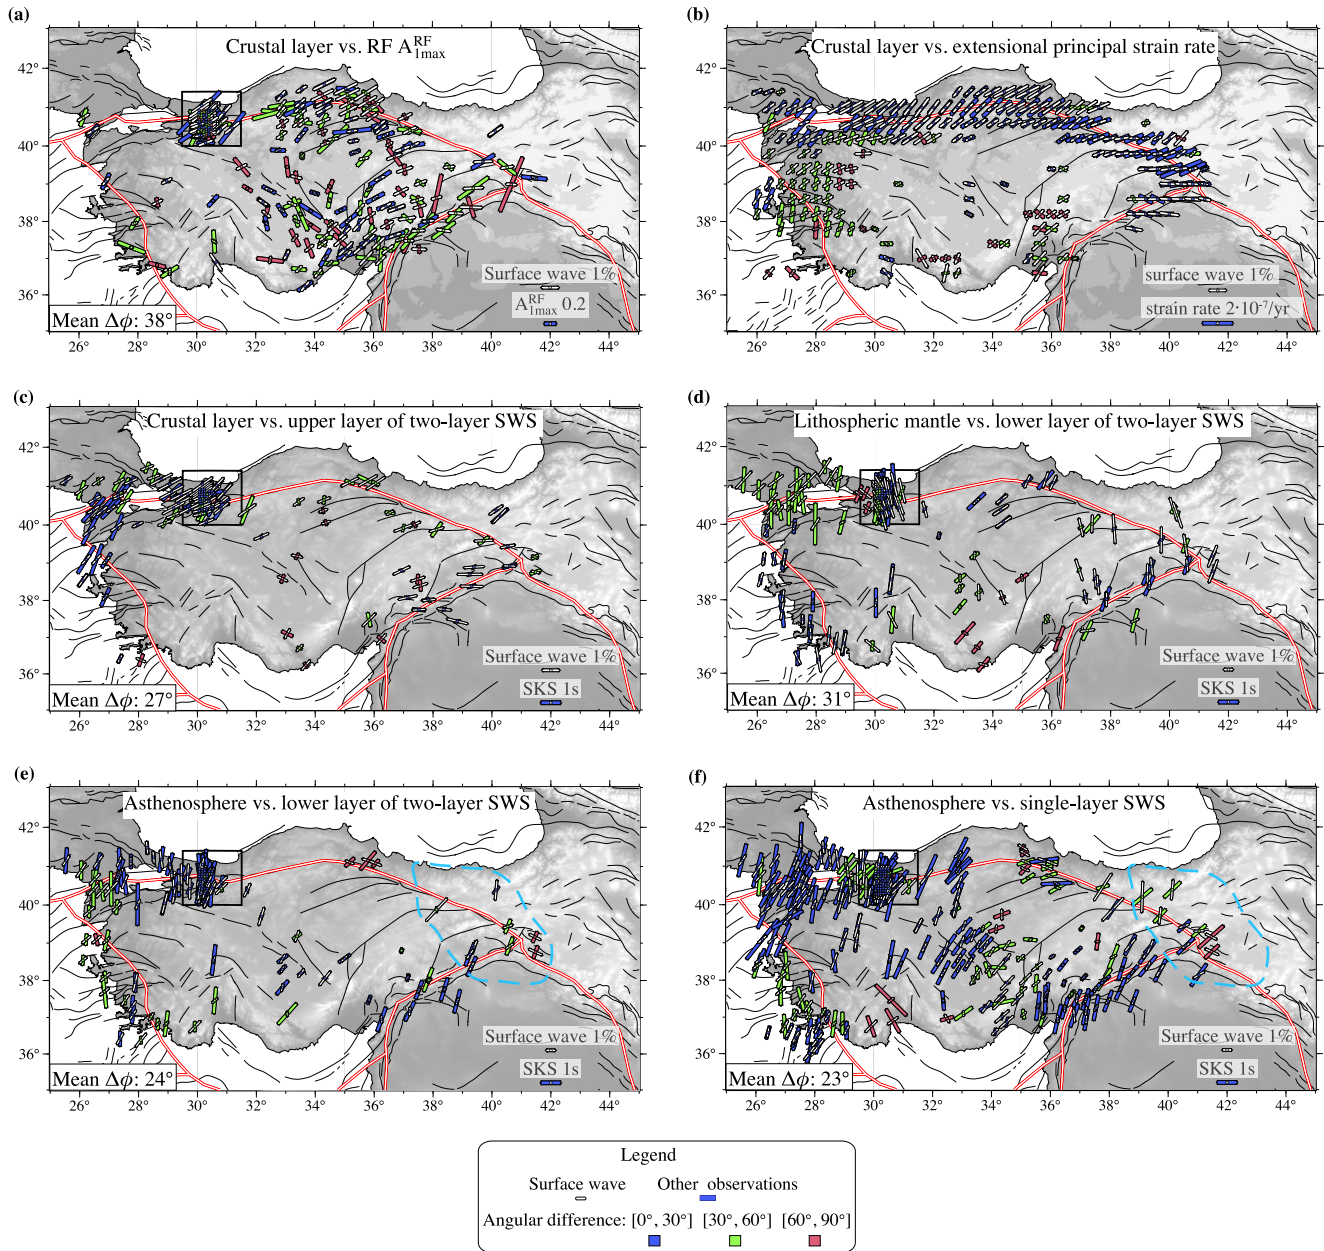 (a)
Crustal layer vs. RF A₁ₘₐₓᴿᶠ
42°
40°
38°
36°
Surface wave 1%
A₁ₘₐₓᴿᶠ 0.2
Mean Δϕ: 38°
26° 28° 30° 32° 34° 36° 38° 40° 42° 44°
(b)
Crustal layer vs. extensional principal strain rate
42°
40°
38°
36°
surface wave 1%
strain rate 2·10⁻⁷/yr
26° 28° 30° 32° 34° 36° 38° 40° 42° 44°
(c)
Crustal layer vs. upper layer of two-layer SWS
42°
40°
38°
36°
Surface wave 1%
SKS 1s
Mean Δϕ: 27°
26° 28° 30° 32° 34° 36° 38° 40° 42° 44°
(d)
Lithospheric mantle vs. lower layer of two-layer SWS
42°
40°
38°
36°
Surface wave 1%
SKS 1s
Mean Δϕ: 31°
26° 28° 30° 32° 34° 36° 38° 40° 42° 44°
(e)
Asthenosphere vs. lower layer of two-layer SWS
42°
40°
38°
36°
Surface wave 1%
SKS 1s
Mean Δϕ: 24°
26° 28° 30° 32° 34° 36° 38° 40° 42° 44°
(f)
Asthenosphere vs. single-layer SWS
42°
40°
38°
36°
Surface wave 1%
SKS 1s
Mean Δϕ: 23°
26° 28° 30° 32° 34° 36° 38° 40° 42° 44°
Legend
Surface wave Other observations
Angular difference: [0°, 30°] [30°, 60°] [60°, 90°]